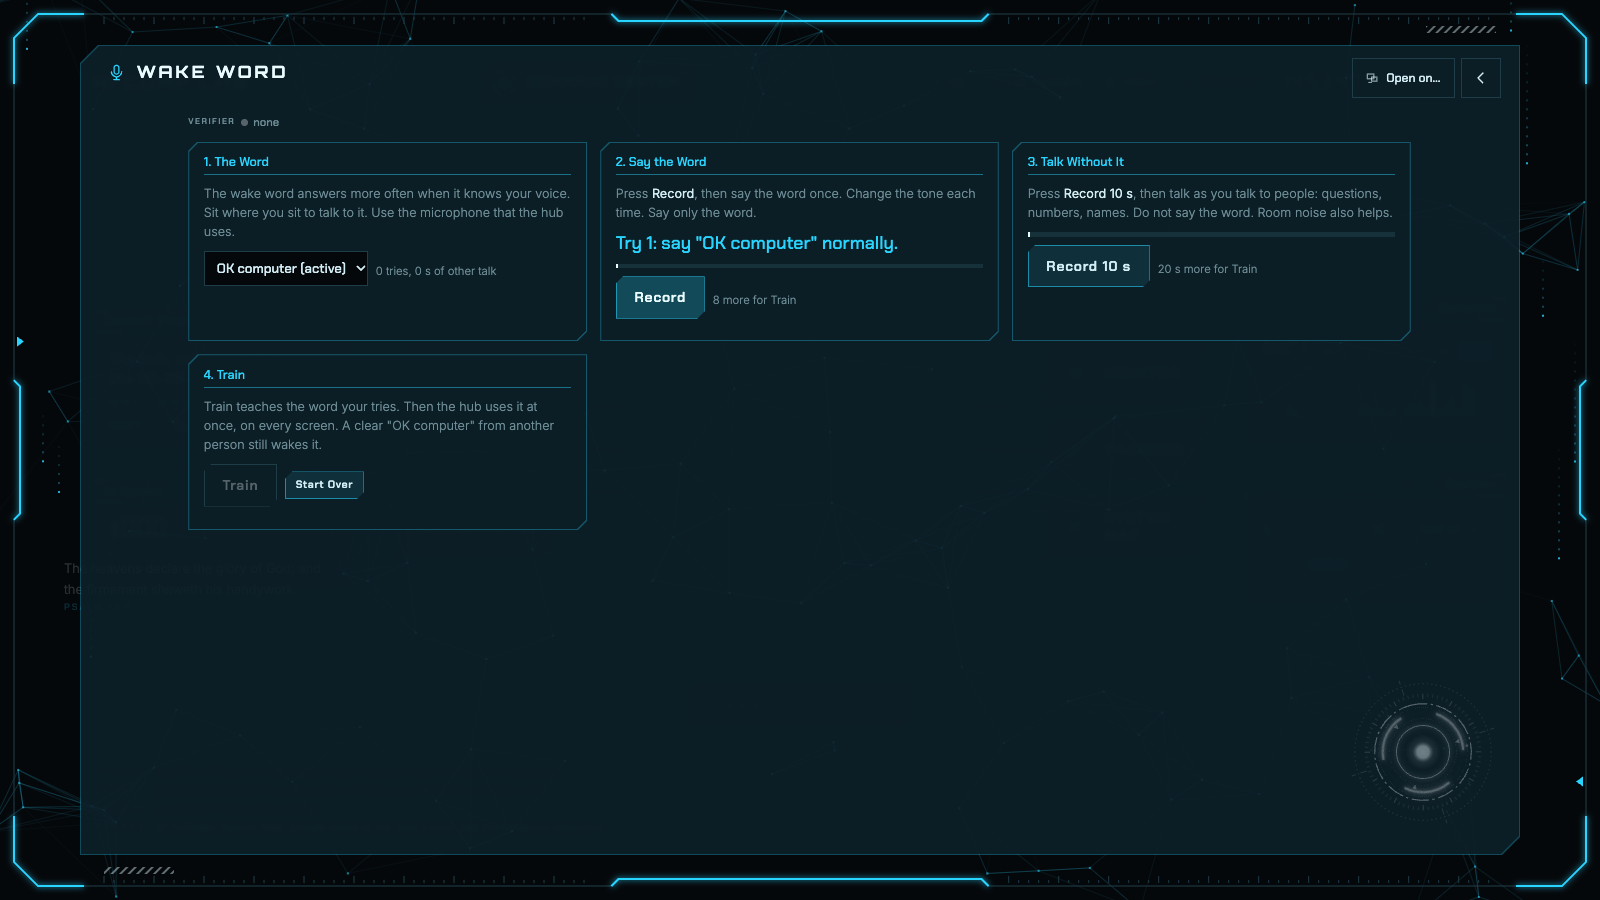 WAKE WORD
Open on...
VERIFIER none
1. The Word
The wake word answers more often when it knows your voice.
Sit where you sit to talk to it. Use the microphone that the hub
uses.
OK computer (active)
0 tries, 0 s of other talk
2. Say the Word
Press Record, then say the word once. Change the tone each
time. Say only the word.
Try 1: say "OK computer" normally.
Record
8 more for Train
3. Talk Without It
Press Record 10 s, then talk as you talk to people: questions,
numbers, names. Do not say the word. Room noise also helps.
Record 10 s
20 s more for Train
4. Train
Train teaches the word your tries. Then the hub uses it at
once, on every screen. A clear "OK computer" from another
person still wakes it.
Train
Start Over